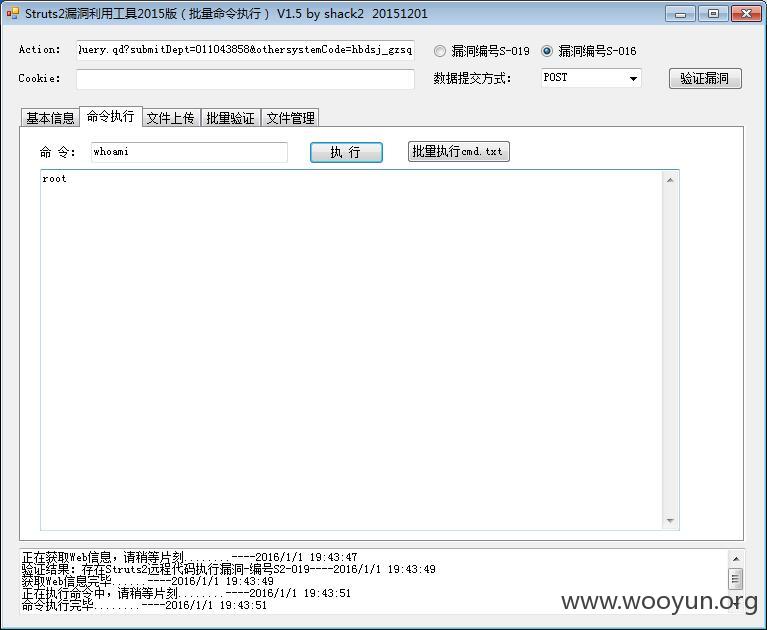 Struts2漏洞利用工具2015版（批量命令执行） V1.5 by shack2 20151201
Action: query.qd?submitDept=011043858&othersystemCode=hbdsj_gzsq 漏洞编号S-019 漏洞编号S-016
Cookie: 数据提交方式: POST 验证漏洞
基本信息 命令执行 文件上传 批量验证 文件管理
命 令: whoami 执 行 批量执行cmd.txt
root
正在获取Web信息，请稍等片刻........----2016/1/1 19:43:47
验证结果: 存在Struts2远程代码执行漏洞-编号S2-019----2016/1/1 19:43:49
获取Web信息完毕......----2016/1/1 19:43:49
正在执行命令中，请稍等片刻........----2016/1/1 19:43:51
命令执行完毕........----2016/1/1 19:43:51
www.wooyun.org